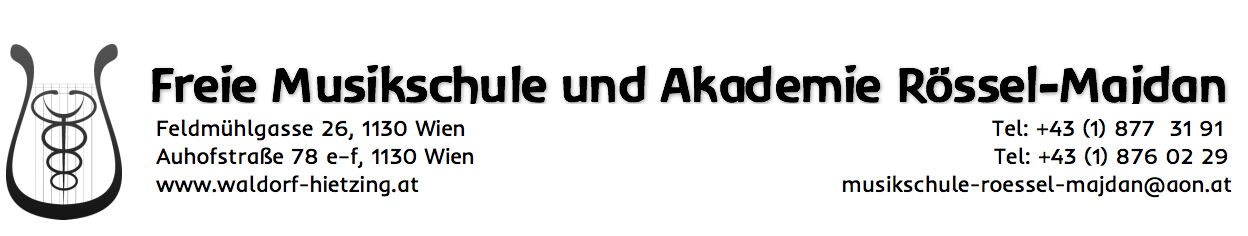 Freie Musikschule und Akademie Rössel-Majdan
Feldmühlgasse 26, 1130 Wien
Auhofstraße 78 e-f, 1130 Wien
www.waldorf-hietzing.at
Tel: +43 (1) 877 31 91
Tel: +43 (1) 876 02 29
musikschule-roessel-majdan@aon.at